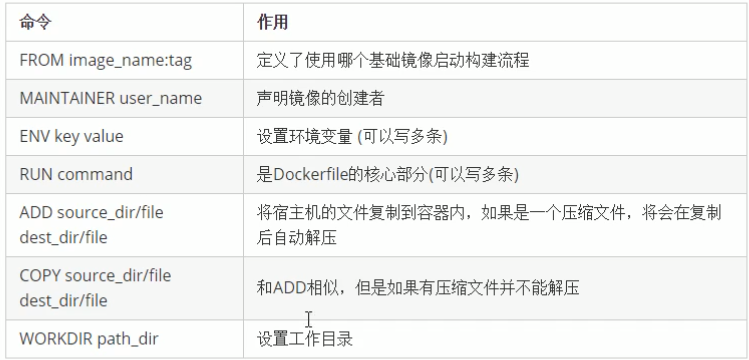 命令 作用
FROM image_name:tag 定义了使用哪个基础镜像启动构建流程
MAINTAINER user_name 声明镜像的创建者
ENV key value 设置环境变量 (可以写多条)
RUN command 是Dockerfile的核心部分(可以写多条)
ADD source_dir/file
dest_dir/file
将宿主机的文件复制到容器内，如果是一个压缩文件，将会在复制
后自动解压
COPY source_dir/file
dest_dir/file
和ADD相似，但是如果有压缩文件并不能解压
WORKDIR path_dir 设置工作目录